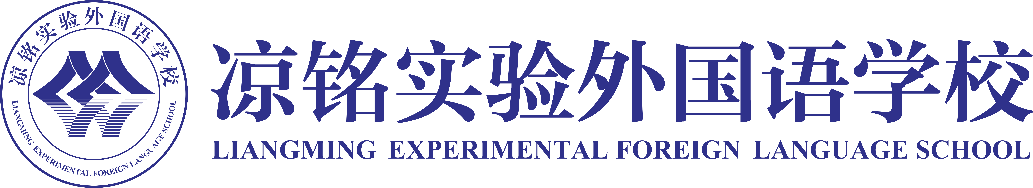 凉铭实验外国语学校
LIANGMING EXPERIMENTAL FOREIGN LANGUAGE SCHOOL
凉铭实验外国语学校
LIANGMING EXPERIMENTAL FOREIGN LANGUAGE SCHOOL